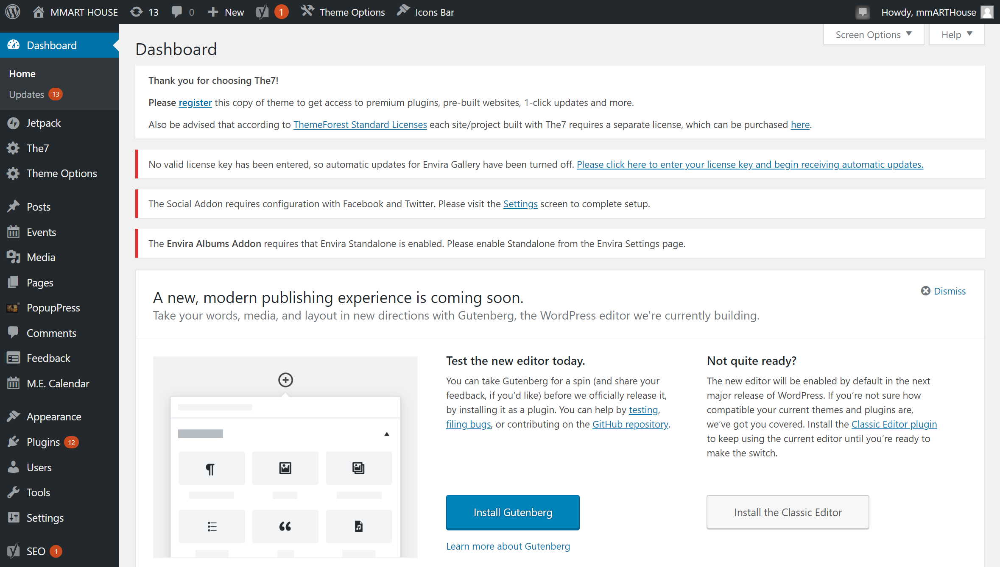 MMART HOUSE 13 0 New 1 Theme Options Icons Bar Howdy, mmARTHouse
Screen Options Help
Dashboard
Home
Updates 13
Jetpack
The7
Theme Options
Posts
Events
Media
Pages
PopupPress
Comments
Feedback
M.E. Calendar
Appearance
Plugins 12
Users
Tools
Settings
SEO 1
Dashboard
Thank you for choosing The7!
Please register this copy of theme to get access to premium plugins, pre-built websites, 1-click updates and more.
Also be advised that according to ThemeForest Standard Licenses each site/project built with The7 requires a separate license, which can be purchased here.
No valid license key has been entered, so automatic updates for Envira Gallery have been turned off. Please click here to enter your license key and begin receiving automatic updates.
The Social Addon requires configuration with Facebook and Twitter. Please visit the Settings screen to complete setup.
The Envira Albums Addon requires that Envira Standalone is enabled. Please enable Standalone from the Envira Settings page.
Dismiss
A new, modern publishing experience is coming soon.
Take your words, media, and layout in new directions with Gutenberg, the WordPress editor we're currently building.
Test the new editor today.
You can take Gutenberg for a spin (and share your
feedback, if you’d like) before we officially release it,
by installing it as a plugin. You can help by testing,
filing bugs, or contributing on the GitHub repository.
Install Gutenberg
Learn more about Gutenberg
Not quite ready?
The new editor will be enabled by default in the next
major release of WordPress. If you’re not sure how
compatible your current themes and plugins are,
we’ve got you covered. Install the Classic Editor plugin
to keep using the current editor until you’re ready to
make the switch.
Install the Classic Editor